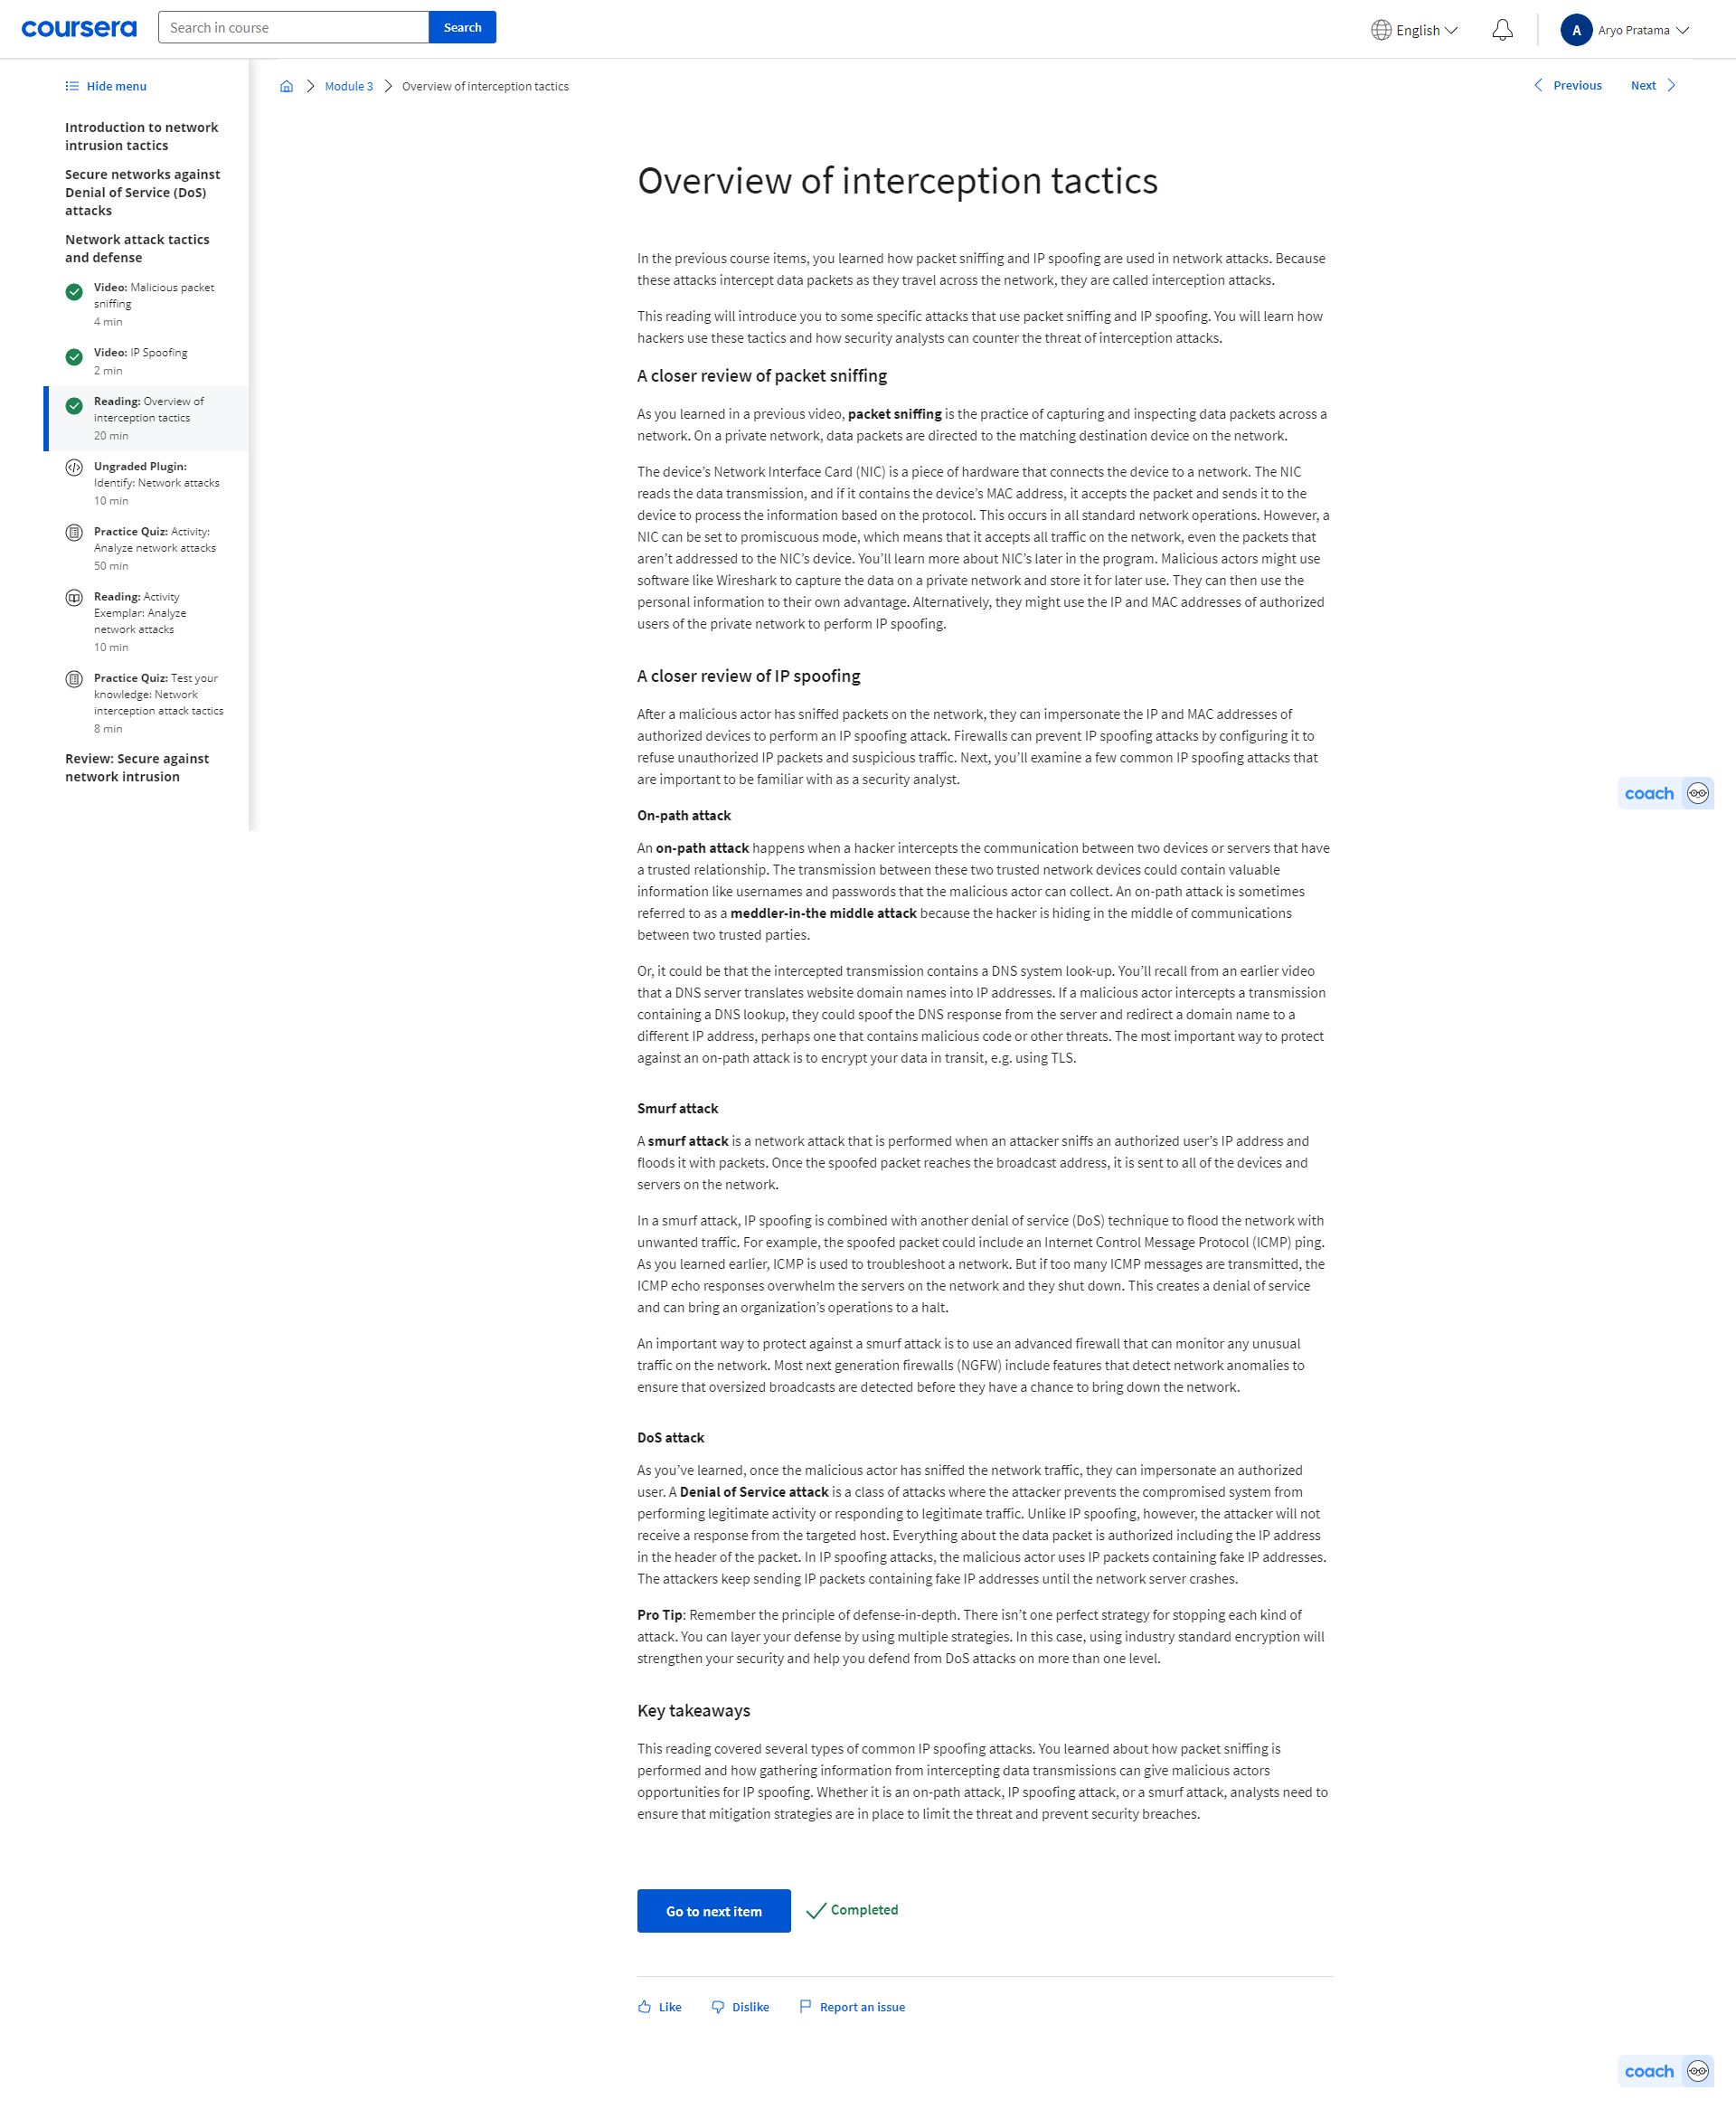 coursera
Search in course
Search
English
A
Aryo Pratama
Hide menu
Introduction to network
intrusion tactics
Secure networks against
Denial of Service (DoS)
attacks
Network attack tactics
and defense
Video: Malicious packet
sniffing
4 min
Video: IP Spoofing
2 min
Reading: Overview of
interception tactics
20 min
Ungraded Plugin:
Identify: Network attacks
10 min
Practice Quiz: Activity:
Analyze network attacks
50 min
Reading: Activity
Exemplar: Analyze
network attacks
10 min
Practice Quiz: Test your
knowledge: Network
interception attack tactics
8 min
Review: Secure against
network intrusion
Module 3
Overview of interception tactics
Previous
Next
Overview of interception tactics
In the previous course items, you learned how packet sniffing and IP spoofing are used in network attacks. Because
these attacks intercept data packets as they travel across the network, they are called interception attacks.
This reading will introduce you to some specific attacks that use packet sniffing and IP spoofing. You will learn how
hackers use these tactics and how security analysts can counter the threat of interception attacks.
A closer review of packet sniffing
As you learned in a previous video, packet sniffing is the practice of capturing and inspecting data packets across a
network. On a private network, data packets are directed to the matching destination device on the network.
The device’s Network Interface Card (NIC) is a piece of hardware that connects the device to a network. The NIC
reads the data transmission, and if it contains the device’s MAC address, it accepts the packet and sends it to the
device to process the information based on the protocol. This occurs in all standard network operations. However, a
NIC can be set to promiscuous mode, which means that it accepts all traffic on the network, even the packets that
aren’t addressed to the NIC’s device. You’ll learn more about NIC’s later in the program. Malicious actors might use
software like Wireshark to capture the data on a private network and store it for later use. They can then use the
personal information to their own advantage. Alternatively, they might use the IP and MAC addresses of authorized
users of the private network to perform IP spoofing.
A closer review of IP spoofing
After a malicious actor has sniffed packets on the network, they can impersonate the IP and MAC addresses of
authorized devices to perform an IP spoofing attack. Firewalls can prevent IP spoofing attacks by configuring it to
refuse unauthorized IP packets and suspicious traffic. Next, you’ll examine a few common IP spoofing attacks that
are important to be familiar with as a security analyst.
coach
On-path attack
An on-path attack happens when a hacker intercepts the communication between two devices or servers that have
a trusted relationship. The transmission between these two trusted network devices could contain valuable
information like usernames and passwords that the malicious actor can collect. An on-path attack is sometimes
referred to as a meddler-in-the middle attack because the hacker is hiding in the middle of communications
between two trusted parties.
Or, it could be that the intercepted transmission contains a DNS system look-up. You’ll recall from an earlier video
that a DNS server translates website domain names into IP addresses. If a malicious actor intercepts a transmission
containing a DNS lookup, they could spoof the DNS response from the server and redirect a domain name to a
different IP address, perhaps one that contains malicious code or other threats. The most important way to protect
against an on-path attack is to encrypt your data in transit, e.g. using TLS.
Smurf attack
A smurf attack is a network attack that is performed when an attacker sniffs an authorized user’s IP address and
floods it with packets. Once the spoofed packet reaches the broadcast address, it is sent to all of the devices and
servers on the network.
In a smurf attack, IP spoofing is combined with another denial of service (DoS) technique to flood the network with
unwanted traffic. For example, the spoofed packet could include an Internet Control Message Protocol (ICMP) ping.
As you learned earlier, ICMP is used to troubleshoot a network. But if too many ICMP messages are transmitted, the
ICMP echo responses overwhelm the servers on the network and they shut down. This creates a denial of service
and can bring an organization’s operations to a halt.
An important way to protect against a smurf attack is to use an advanced firewall that can monitor any unusual
traffic on the network. Most next generation firewalls (NGFW) include features that detect network anomalies to
ensure that oversized broadcasts are detected before they have a chance to bring down the network.
DoS attack
As you’ve learned, once the malicious actor has sniffed the network traffic, they can impersonate an authorized
user. A Denial of Service attack is a class of attacks where the attacker prevents the compromised system from
performing legitimate activity or responding to legitimate traffic. Unlike IP spoofing, however, the attacker will not
receive a response from the targeted host. Everything about the data packet is authorized including the IP address
in the header of the packet. In IP spoofing attacks, the malicious actor uses IP packets containing fake IP addresses.
The attackers keep sending IP packets containing fake IP addresses until the network server crashes.
Pro Tip: Remember the principle of defense-in-depth. There isn’t one perfect strategy for stopping each kind of
attack. You can layer your defense by using multiple strategies. In this case, using industry standard encryption will
strengthen your security and help you defend from DoS attacks on more than one level.
Key takeaways
This reading covered several types of common IP spoofing attacks. You learned about how packet sniffing is
performed and how gathering information from intercepting data transmissions can give malicious actors
opportunities for IP spoofing. Whether it is an on-path attack, IP spoofing attack, or a smurf attack, analysts need to
ensure that mitigation strategies are in place to limit the threat and prevent security breaches.
Go to next item
Completed
Like
Dislike
Report an issue
coach